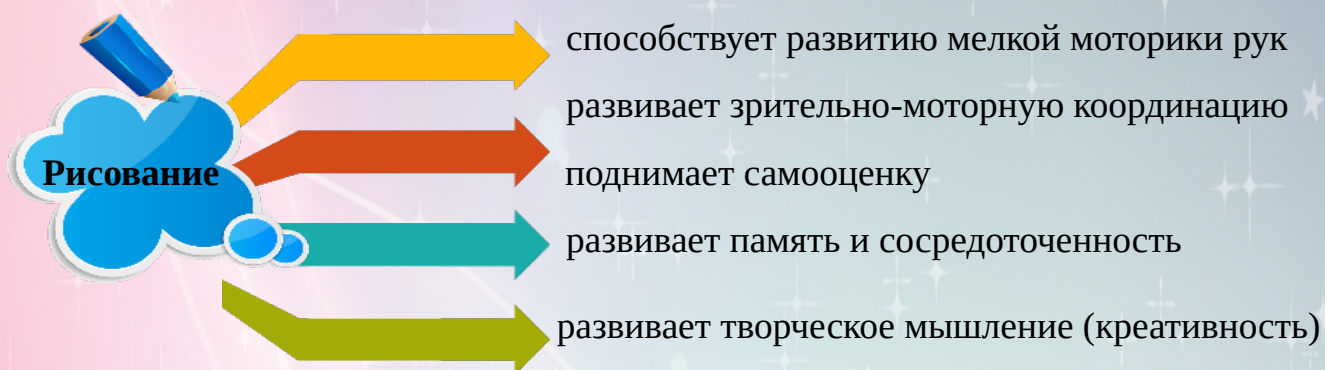 способствует развитию мелкой моторики рук
развивает зрительно-моторную координацию
Рисование
поднимает самооценку
развивает память и сосредоточенность
развивает творческое мышление (креативность)